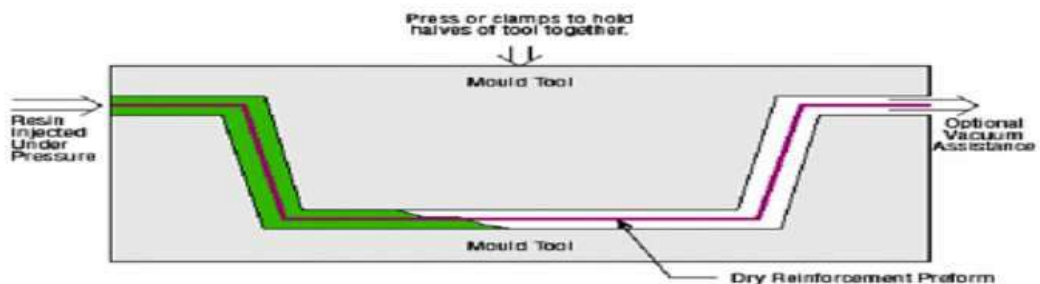 Press or clamps to hold
halves of tool together.
Mould Tool
Resin
Injected
Under
Pressure
Optional
Vacuum
Assistance
Mould Tool
Dry Reinforcement Preform